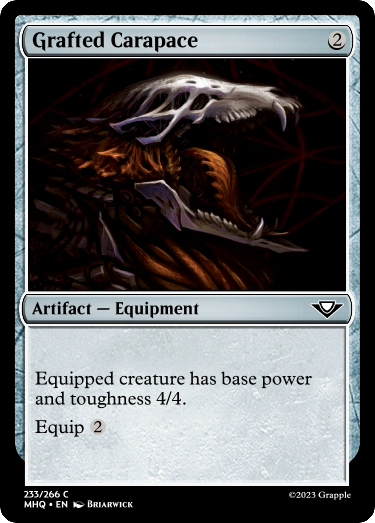 Grafted Carapace 2
Artifact — Equipment
Equipped creature has base power
and toughness 4/4.
Equip 2
233/266 C
MHQ • EN Briarwick
©2023 Grapple